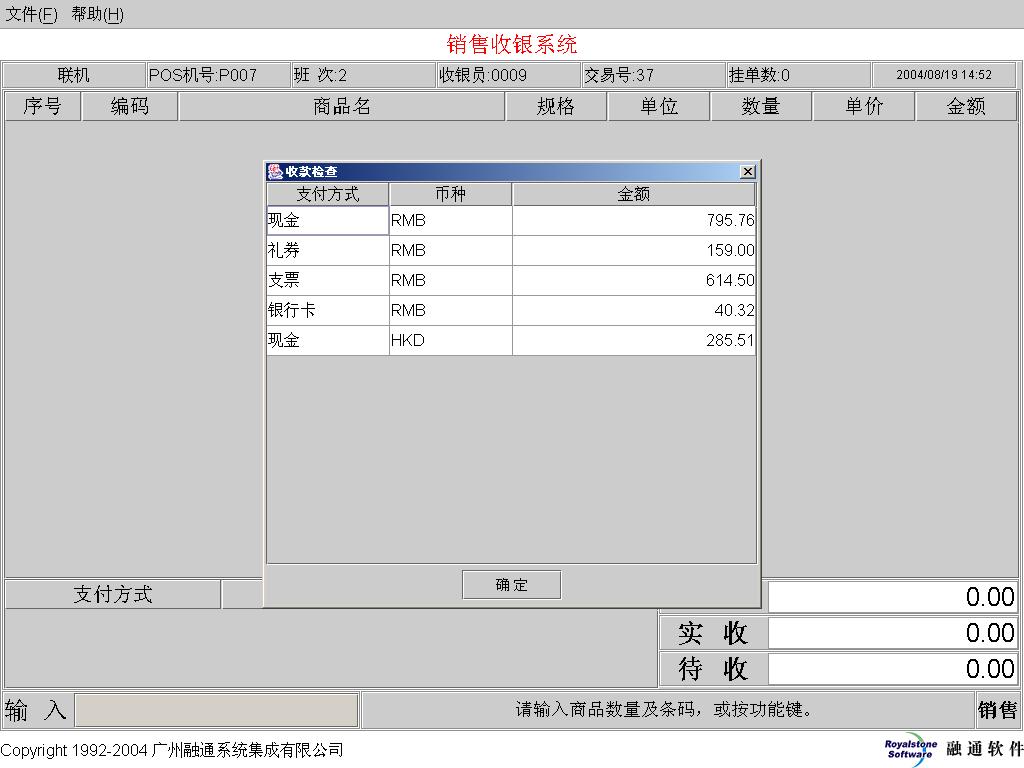 文件(F) 帮助(H)
销售收银系统
联机 POS机号:P007 班 次:2 收银员:0009 交易号:37 挂单数:0 2004/08/19 14:52
序号 编码 商品名 规格 单位 数量 单价 金额
收款检查
支付方式 币种 金额
现金 RMB 795.76
礼券 RMB 159.00
支票 RMB 614.50
银行卡 RMB 40.32
现金 HKD 285.51
确定
支付方式 0.00
实 收 0.00
待 收 0.00
输 入 请输入商品数量及条码，或按功能键。 销售
Copyright 1992-2004 广州融通系统集成有限公司 Royalstone Software 融通软件